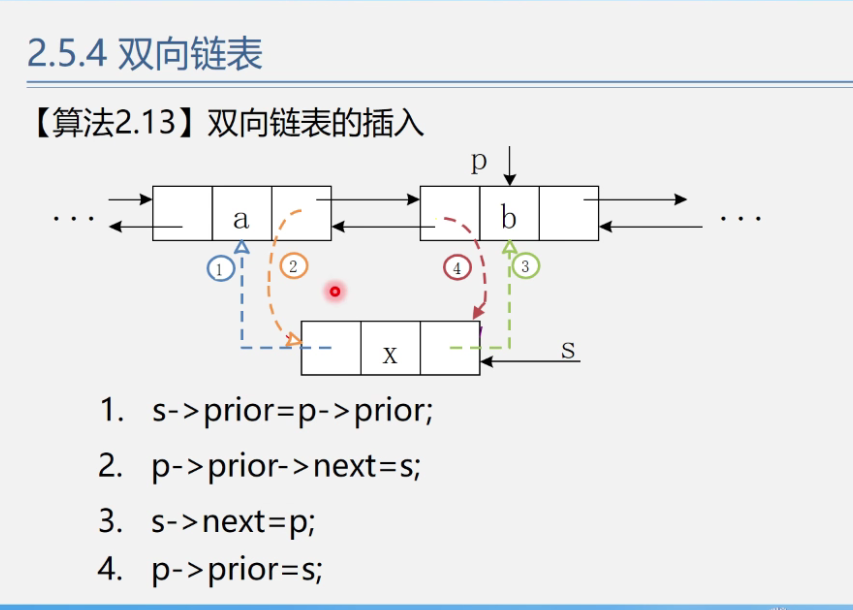 2.5.4 双向链表
【算法2.13】双向链表的插入
p
... a b ...
1 2 4 3
x s
1. s->prior=p->prior;
2. p->prior->next=s;
3. s->next=p;
4. p->prior=s;